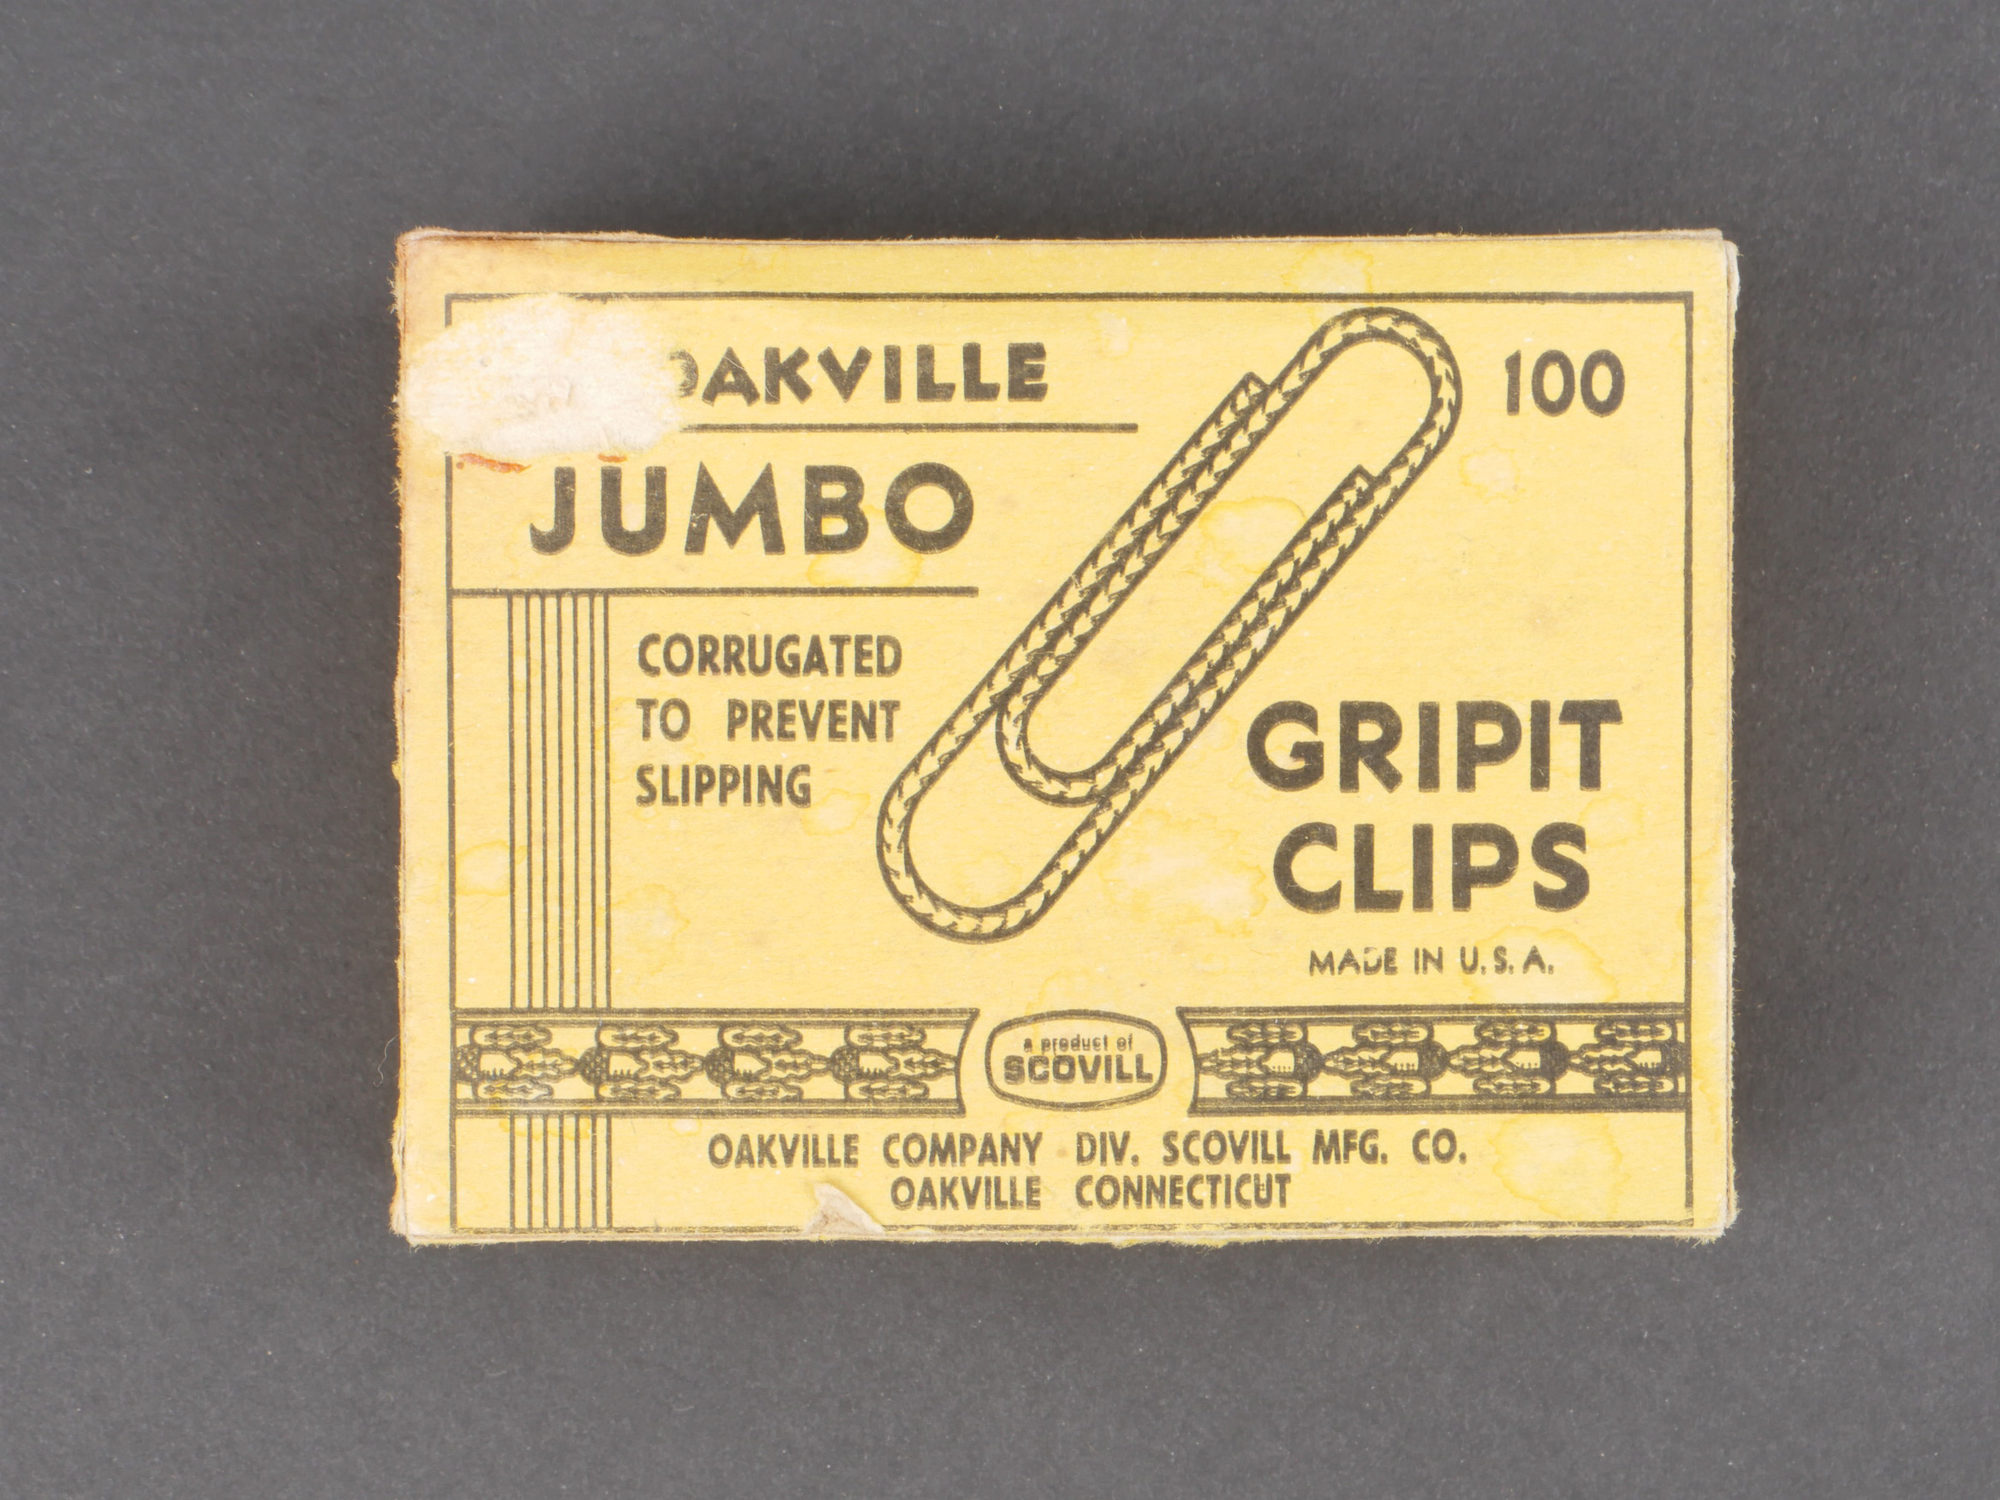 OAKVILLE
100
JUMBO
CORRUGATED
TO PREVENT
SLIPPING
GRIPIT
CLIPS
MADE IN U.S.A.
a product of
SCOVILL
OAKVILLE COMPANY DIV. SCOVILL MFG. CO.
OAKVILLE CONNECTICUT